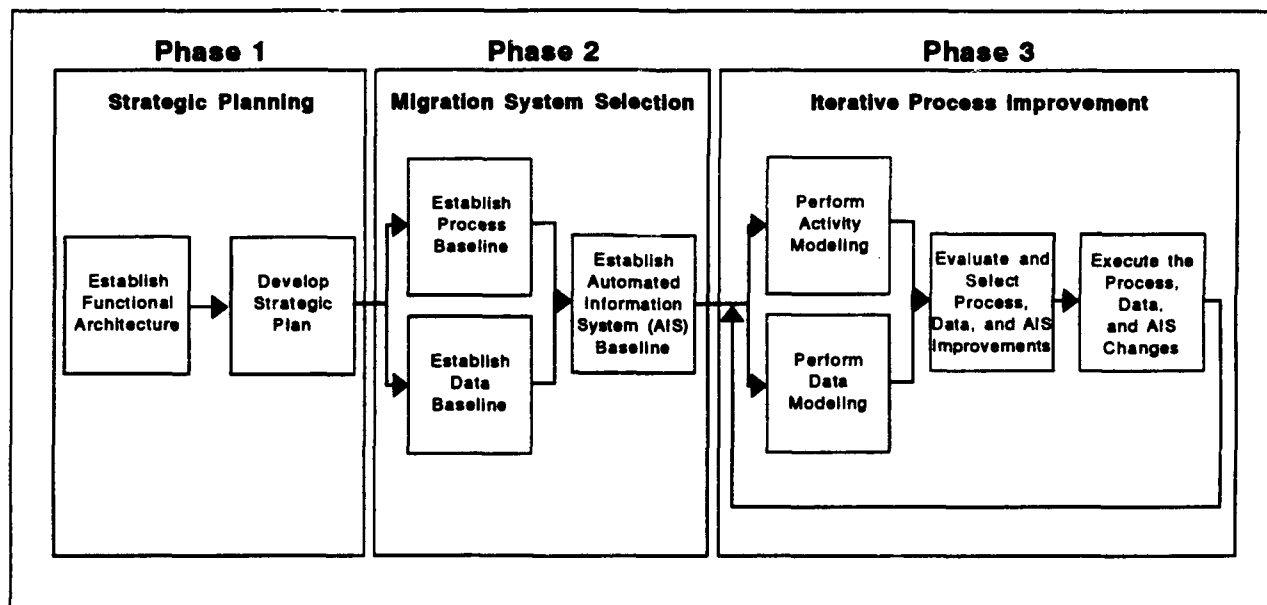 Phase 1
Phase 2
Phase 3
Strategic Planning
Migration System Selection
Iterative Process Improvement
Establish
Functional
Architecture
Develop
Strategic
Plan
Establish
Process
Baseline
Establish
Data
Baseline
Establish
Automated
Information
System (AIS)
Baseline
Perform
Activity
Modeling
Perform
Data
Modeling
Evaluate and
Select
Process,
Data, and AIS
Improvements
Execute the
Process,
Data,
and AIS
Changes